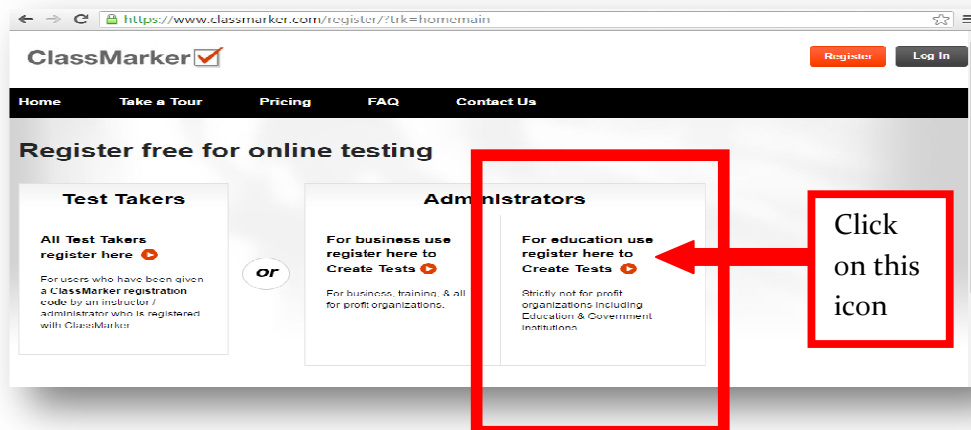 https://www.classmarker.com/register/?trk=homemain
ClassMarker
Register
Log In
Home
Take a Tour
Pricing
FAQ
Contact Us
Register free for online testing
Test Takers
All Test Takers
register here
For users who have been given
a ClassMarker registration
code by an instructor /
administrator who is registered
with ClassMarker
or
Administrators
For business use
register here to
Create Tests
For business, training, & all
for profit organizations.
For education use
register here to
Create Tests
Strictly not for profit
organizations including
Education & Government
Institutions
Click
on this
icon